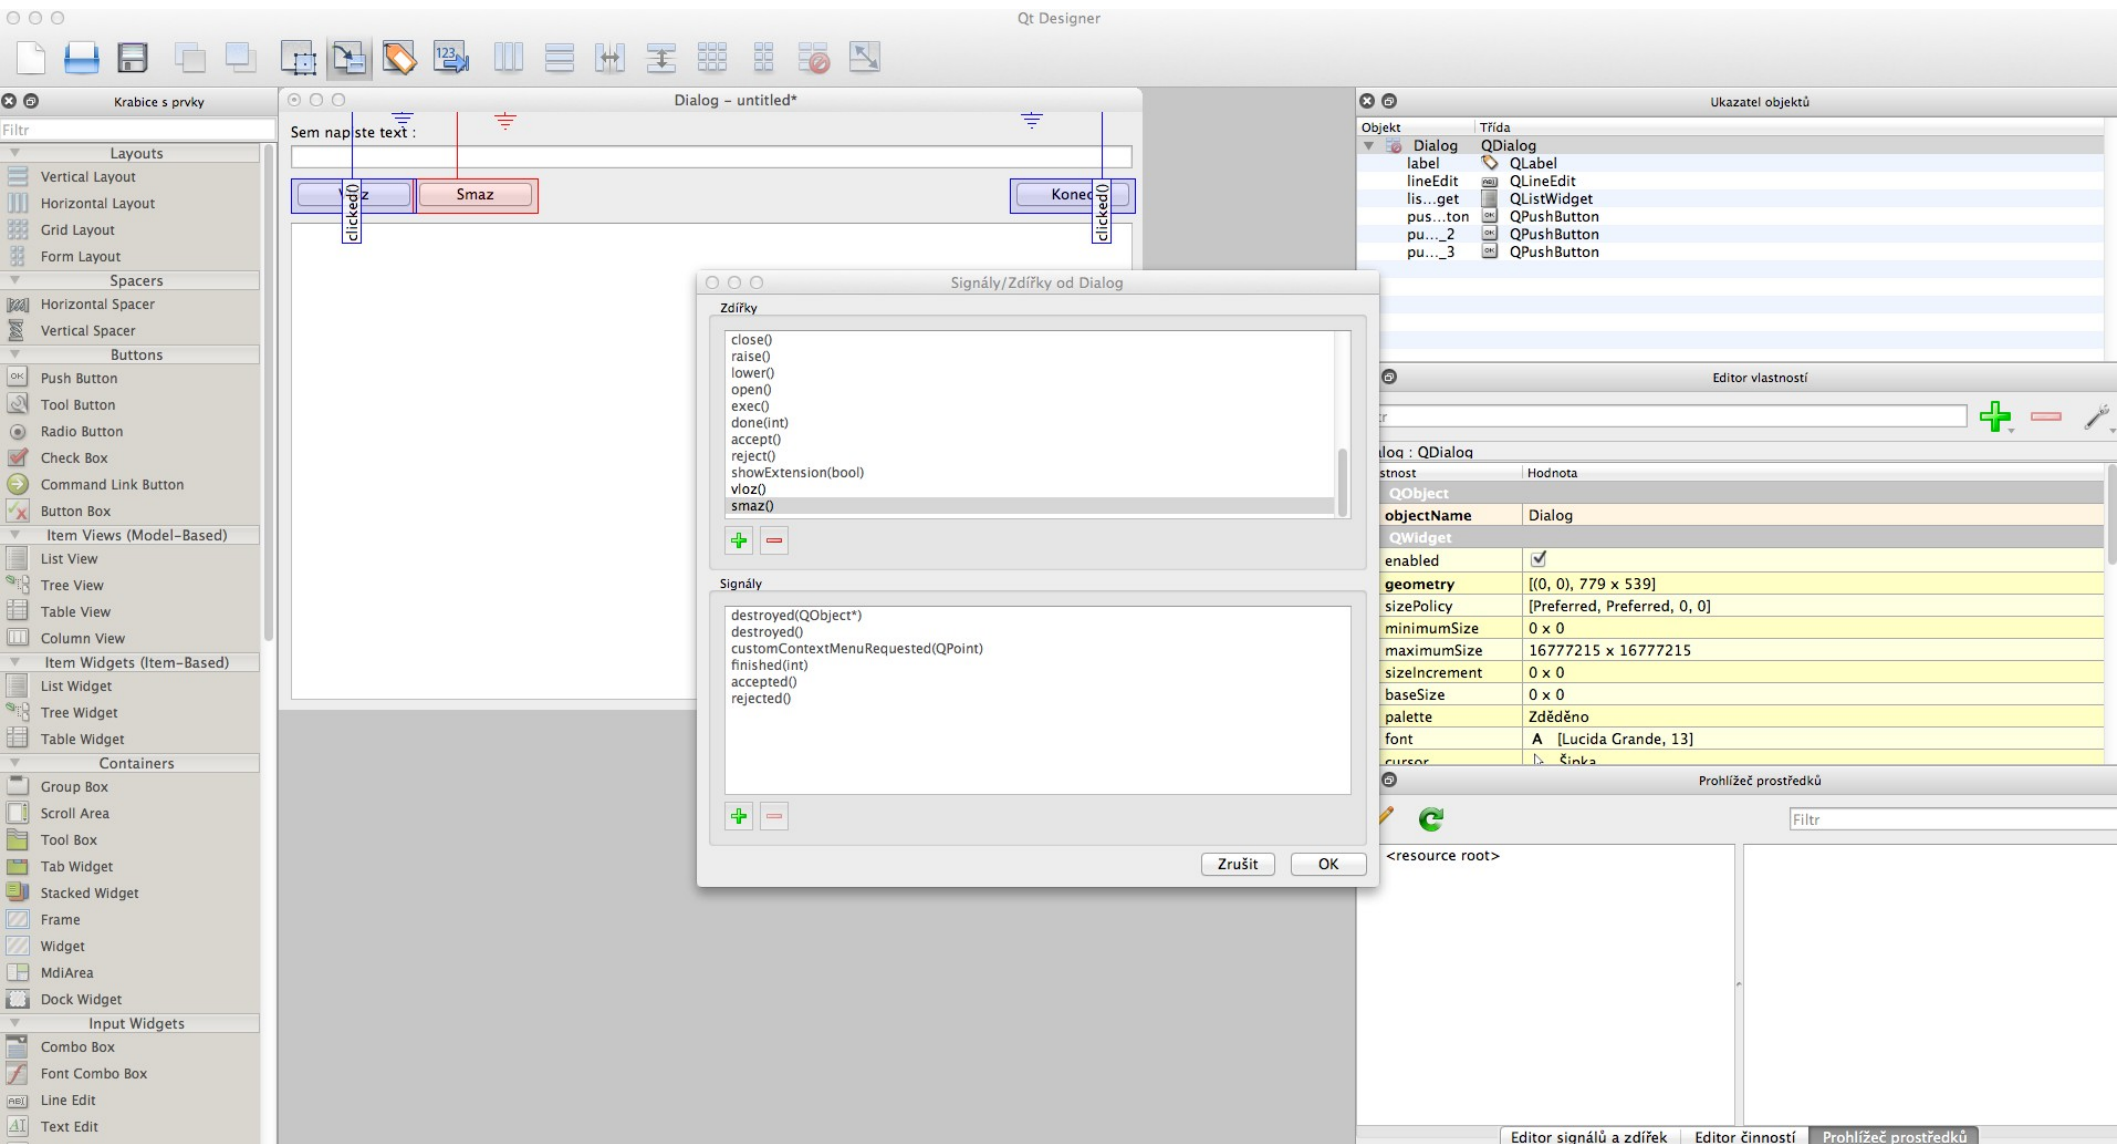 Qt Designer
123
Krabice s prvky
Filtr
Layouts
Vertical Layout
Horizontal Layout
Grid Layout
Form Layout
Spacers
Horizontal Spacer
Vertical Spacer
Buttons
OK Push Button
Tool Button
Radio Button
Check Box
Command Link Button
Button Box
Item Views (Model-Based)
List View
Tree View
Table View
Column View
Item Widgets (Item-Based)
List Widget
Tree Widget
Table Widget
Containers
Group Box
Scroll Area
Tool Box
Tab Widget
Stacked Widget
Frame
Widget
MdiArea
Dock Widget
Input Widgets
Combo Box
Font Combo Box
Line Edit
AI Text Edit
Dialog – untitled*
Sem napiste text :
Smaz
clicked()
clicked()
Signály/Zdířky od Dialog
Zdířky
close()
raise()
lower()
open()
exec()
done(int)
accept()
reject()
showExtension(bool)
vloz()
smaz()
Signály
destroyed(QObject*)
destroyed()
customContextMenuRequested(QPoint)
finished(int)
accepted()
rejected()
Zrušit OK
Ukazatel objektů
Objekt Třída
Dialog QDialog
label QLabel
lineEdit QLineEdit
lis...get QListWidget
pus...ton QPushButton
pu..._2 QPushButton
pu..._3 QPushButton
Editor vlastností
alog : QDialog
Hodnota
QObject
objectName Dialog
QWidget
enabled
geometry [(0, 0), 779 x 539]
sizePolicy [Preferred, Preferred, 0, 0]
minimumSize 0 x 0
maximumSize 16777215 x 16777215
sizeIncrement 0 x 0
baseSize 0 x 0
palette Zděděno
font A [Lucida Grande, 13]
cursor Šipka
Prohlížeč prostředků
Filtr
<resource root>
Editor signálů a zdířek Editor činností Prohlížeč prostředků